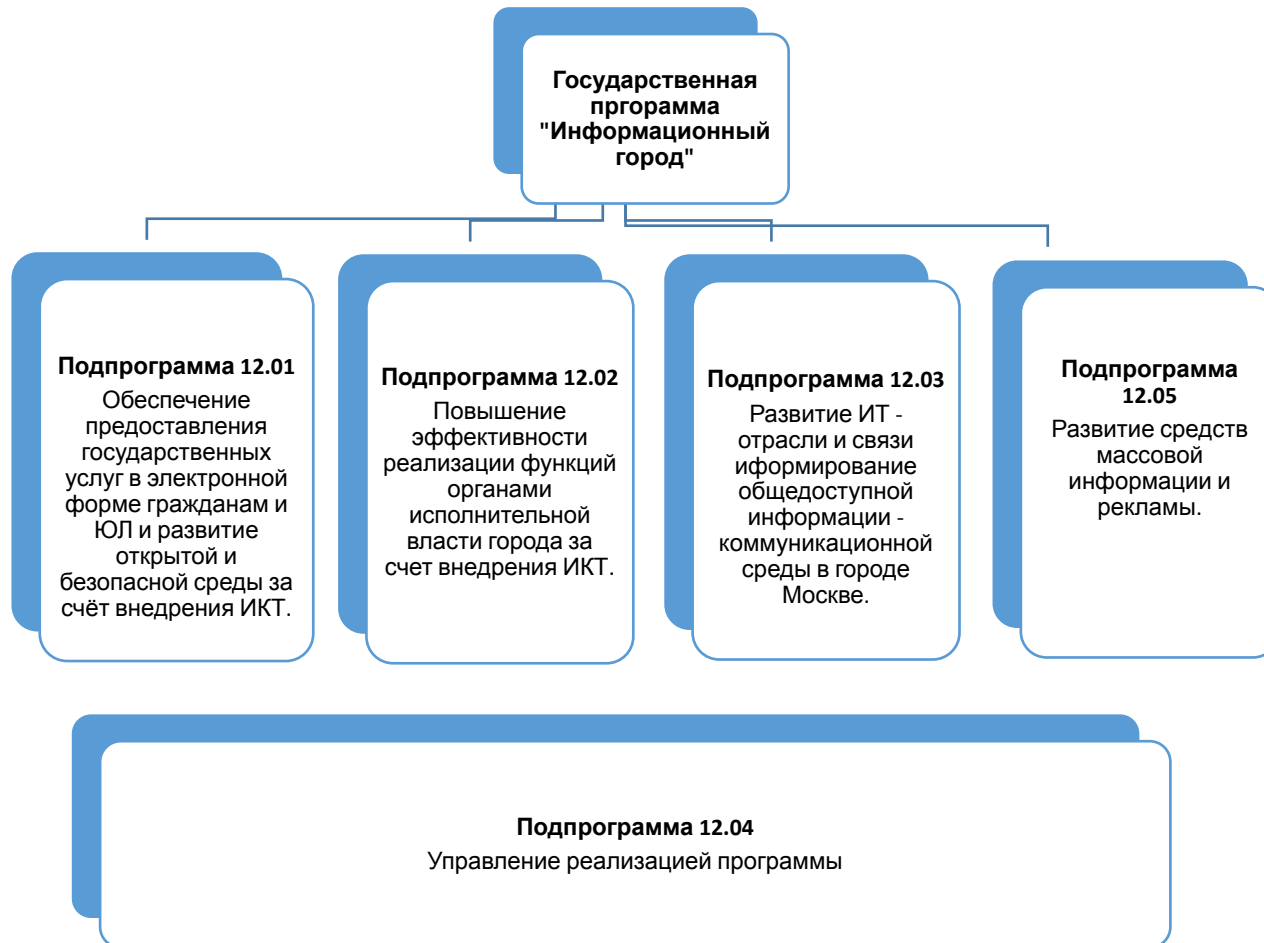 Государственная
пргорамма
"Информационный
город"
Подпрограмма 12.01
Обеспечение
предоставления
государственных
услуг в электронной
форме гражданам и
ЮЛ и развитие
открытой и
безопасной среды за
счёт внедрения ИКТ.
Подпрограмма 12.02
Повышение
эффективности
реализации функций
органами
исполнительной
власти города за
счет внедрения ИКТ.
Подпрограмма 12.03
Развитие ИТ -
отрасли и связи
иформирование
общедоступной
информации -
коммуникационной
среды в городе
Москве.
Подпрограмма
12.05
Развитие средств
массовой
информации и
рекламы.
Подпрограмма 12.04
Управление реализацией программы